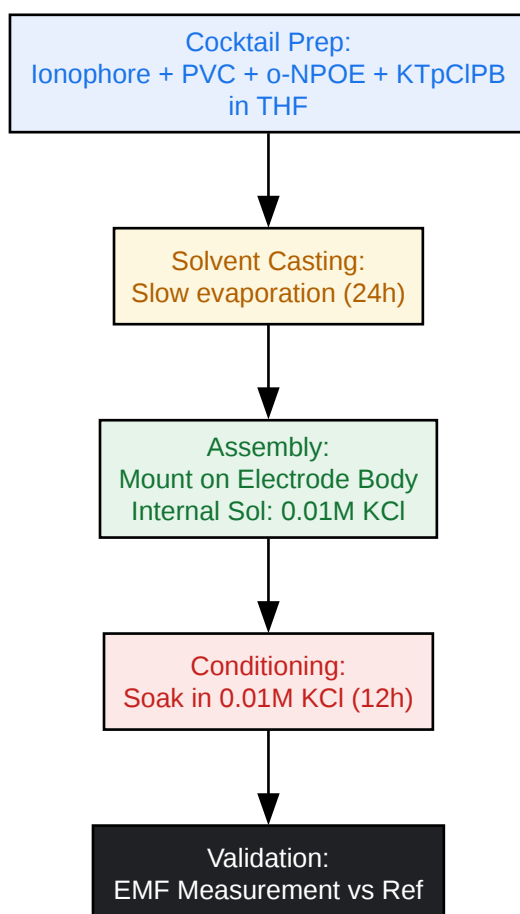 Cocktail Prep:
Ionophore + PVC + o-NPOE + KTpClPB
in THF
Solvent Casting:
Slow evaporation (24h)
Assembly:
Mount on Electrode Body
Internal Sol: 0.01M KCl
Conditioning:
Soak in 0.01M KCl (12h)
Validation:
EMF Measurement vs Ref